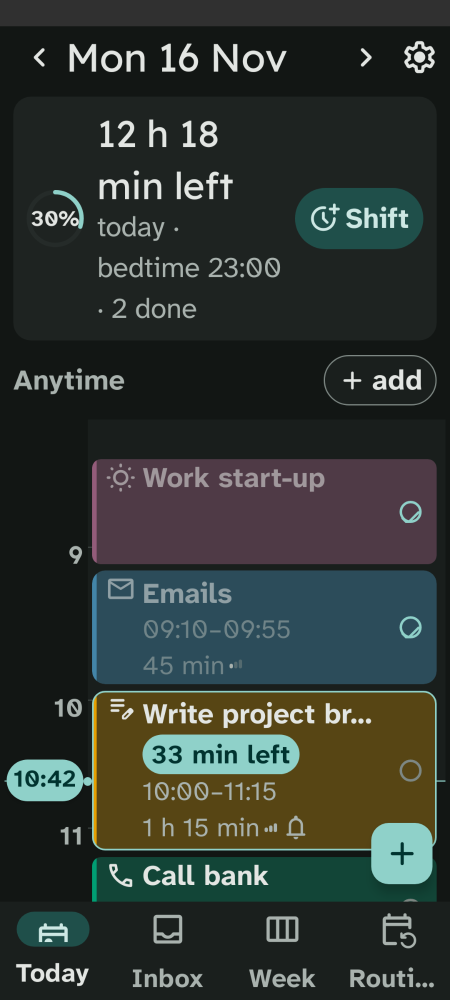 Mon 16 Nov
12 h 18
min left
30%
today ·
bedtime 23:00
· 2 done
Shift
Anytime
+ add
Work start-up
9
Emails
09:10–09:55
45 min
10
Write project br...
33 min left
10:42
10:00–11:15
1 h 15 min
11
Call bank
Today
Inbox
Week
Routi...